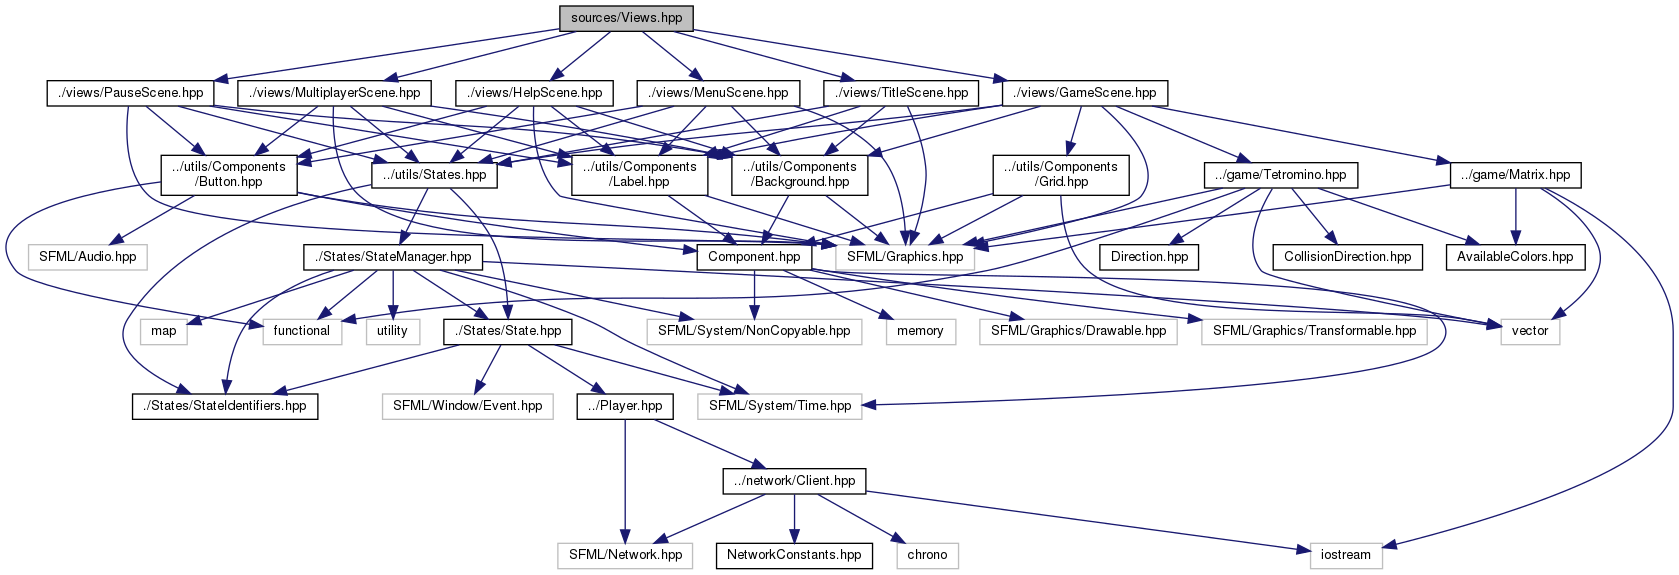 sources/Views.hpp
./views/PauseScene.hpp
./views/MultiplayerScene.hpp
./views/HelpScene.hpp
./views/MenuScene.hpp
./views/TitleScene.hpp
./views/GameScene.hpp
../utils/Components
/Button.hpp
../utils/States.hpp
../utils/Components
/Label.hpp
../utils/Components
/Background.hpp
../utils/Components
/Grid.hpp
../game/Tetromino.hpp
../game/Matrix.hpp
SFML/Audio.hpp
./States/StateManager.hpp
Component.hpp
SFML/Graphics.hpp
Direction.hpp
CollisionDirection.hpp
AvailableColors.hpp
map
functional
utility
./States/State.hpp
SFML/System/NonCopyable.hpp
memory
SFML/Graphics/Drawable.hpp
SFML/Graphics/Transformable.hpp
vector
./States/StateIdentifiers.hpp
SFML/Window/Event.hpp
../Player.hpp
SFML/System/Time.hpp
../network/Client.hpp
SFML/Network.hpp
NetworkConstants.hpp
chrono
iostream